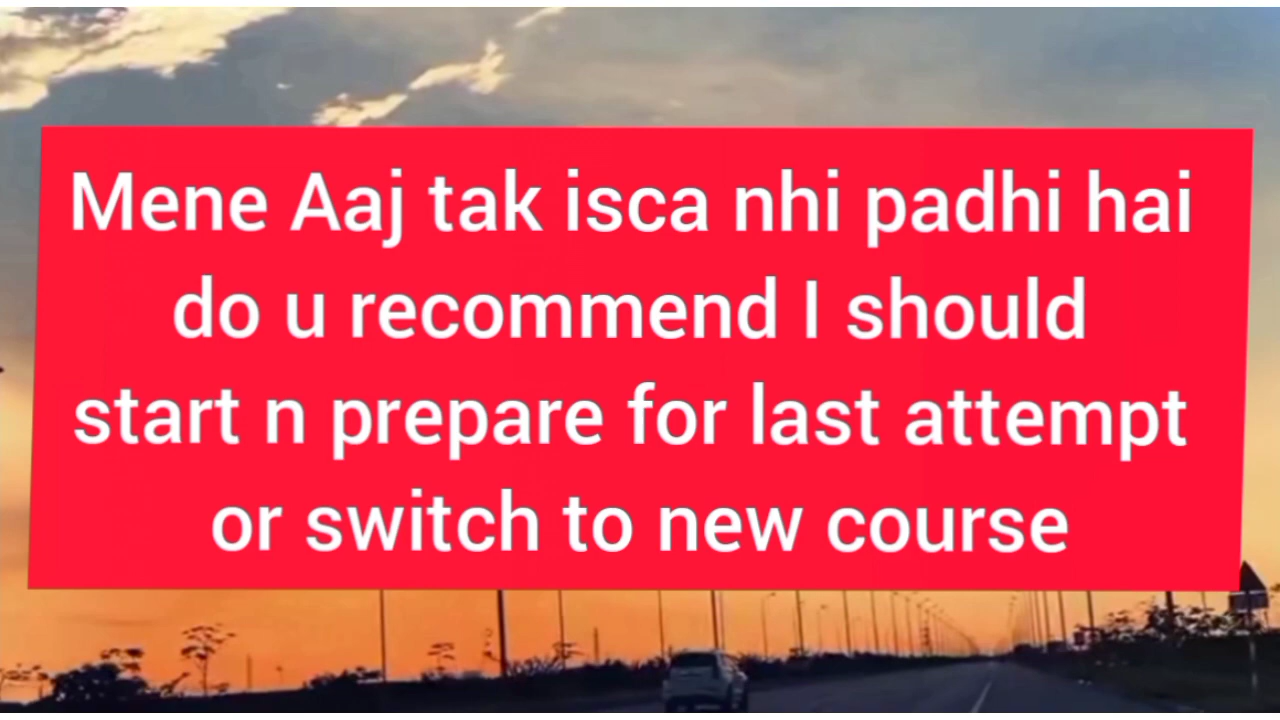 Mene Aaj tak isca nhi padhi hai
do u recommend I should
start n prepare for last attempt
or switch to new course